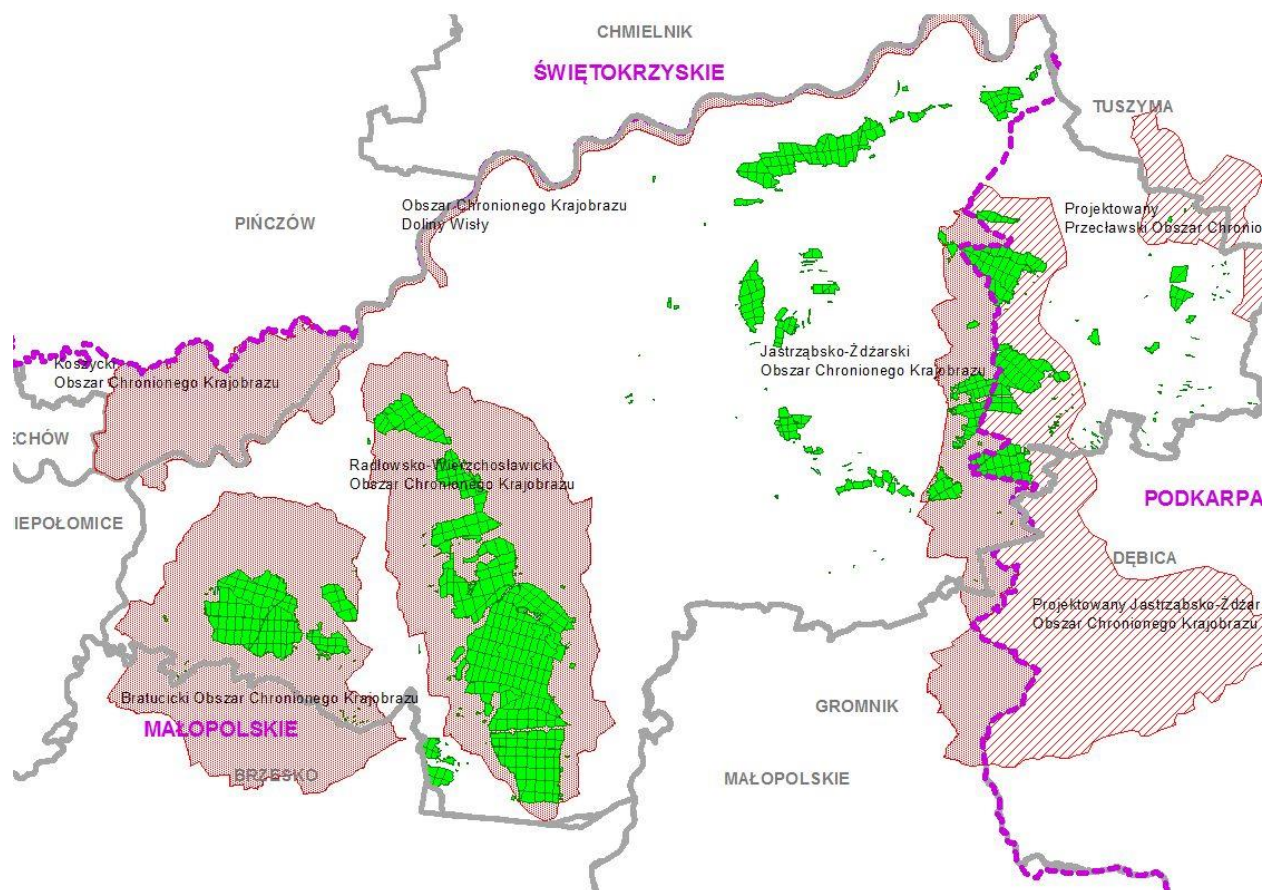 CHMIELNIK
ŚWIĘTOKRZYSKIE
TUSZYMA
Obszar Chronionego Krajobrazu
Doliny Wisły
PIŃCZÓW
Projektowany
Przecławski Obszar Chronio
Koszycki
Obszar Chronionego Krajobrazu
Jastrząbsko-Żdżarski
Obszar Chronionego Krajobrazu
ECHÓW
Radłowsko-Wierzchosławicki
Obszar Chronionego Krajobrazu
PODKARPA
IEPOŁOMICE
DĘBICA
Projektowany Jastrząbsko-Żdżar
Obszar Chronionego Krajobrazu
Bratucicki Obszar Chronionego Krajobrazu
GROMNIK
MAŁOPOLSKIE
BRZESKO
MAŁOPOLSKIE